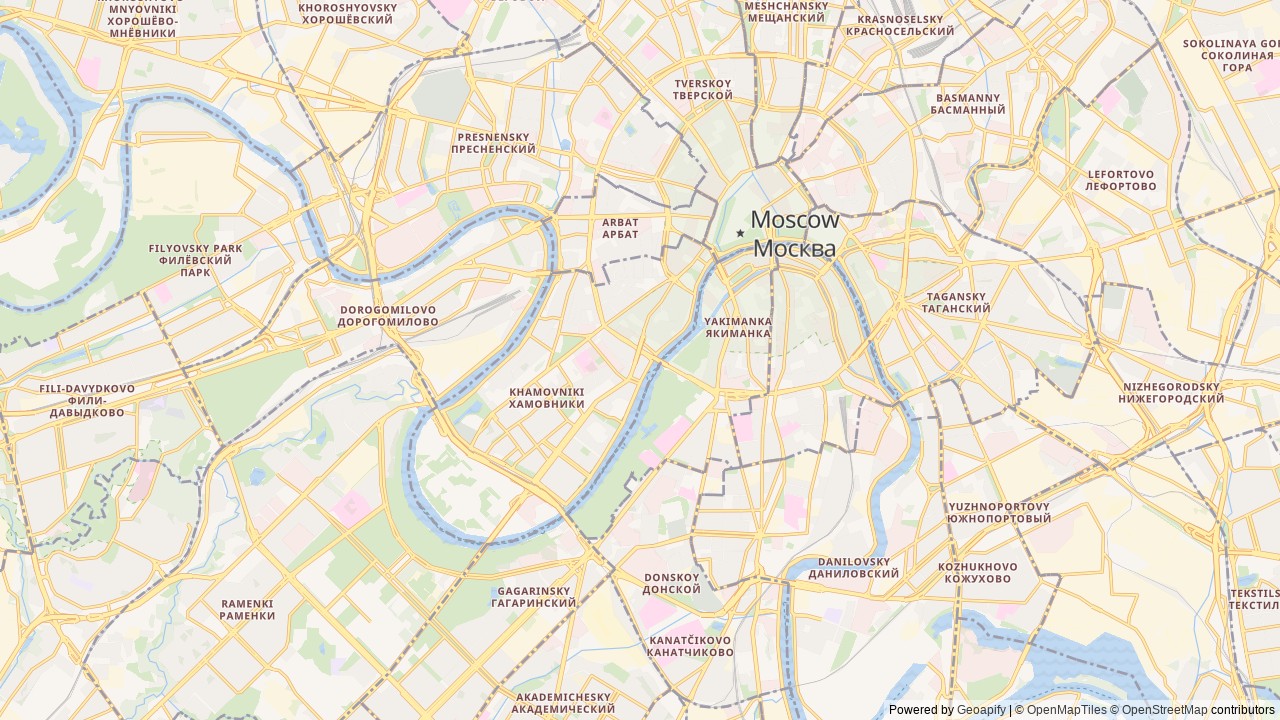 MNYOVNIKI
ХОРОШЁВО-
МНЁВНИКИ
KHOROSHYOVSKY
ХОРОШЁВСКИЙ
MESHCHANSKY
МЕЩАНСКИЙ
KRASNOSELSKY
КРАСНОСЕЛЬСКИЙ
СОКОЛИНАЯ
ГОРА
TVERSKOY
ТВЕРСКОЙ
BASMANNY
БАСМАННЫЙ
PRESNENSKY
ПРЕСНЕНСКИЙ
LEFORTOVO
ЛЕФОРТОВО
ARBAT
АРБАТ
Moscow
Москва
FILYOVSKY PARK
ФИЛЁВСКИЙ
ПАРК
DOROGOMILOVO
ДОРОГОМИЛОВО
TAGANSKY
ТАГАНСКИЙ
YAKIMANKA
ЯКИМАНКА
FILI-DAVYDKOVO
ФИЛИ-
ДАВЫДКОВО
KHAMOVNIKI
ХАМОВНИКИ
NIZHEGORODSKY
НИЖЕГОРОДСКИЙ
YUZHNOPORTOVY
ЮЖНОПОРТОВЫЙ
DANILOVSKY
ДАНИЛОВСКИЙ
KOZHUKHOVO
КОЖУХОВО
DONSKOY
ДОНСКОЙ
GAGARINSKY
ГАГАРИНСКИЙ
RAMENKI
РАМЕНКИ
TEKSTILS
ТЕКСТИЛ
KANATČIKOVO
КАНАТЧИКОВО
AKADEMICHESKY
АКАДЕМИЧЕСКИЙ
Powered by Geoapify | © OpenMapTiles © OpenStreetMap contributors